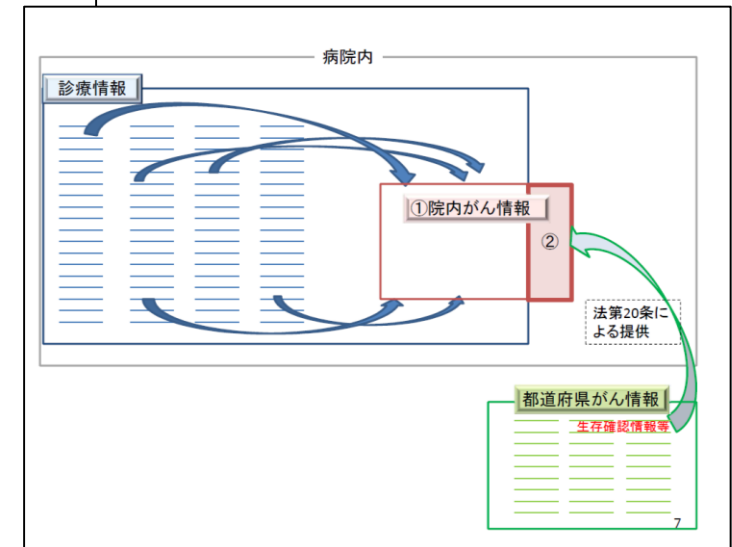 病院内
診療情報
①院内がん情報
②
法第20条に
よる提供
都道府県がん情報
生存確認情報等
7